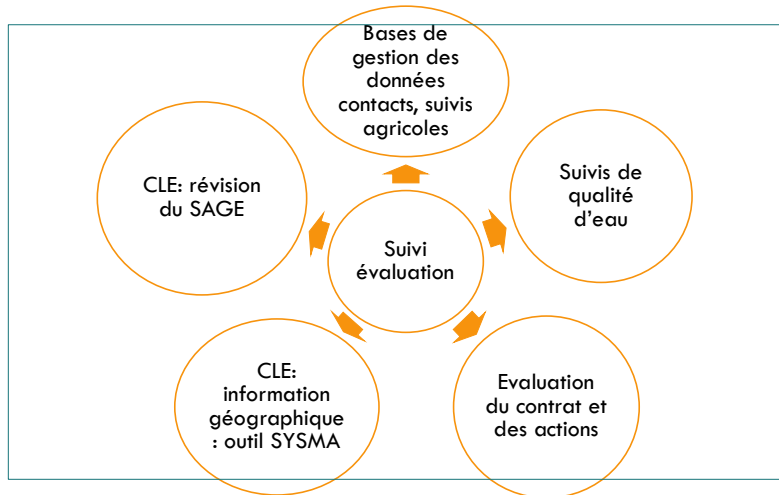 Bases de
gestion des
données
contacts, suivis
agricoles
CLE: révision
du SAGE
Suivis de
qualité
d’eau
Suivi
évaluation
CLE:
information
géographique
: outil SYSMA
Evaluation
du contrat et
des actions